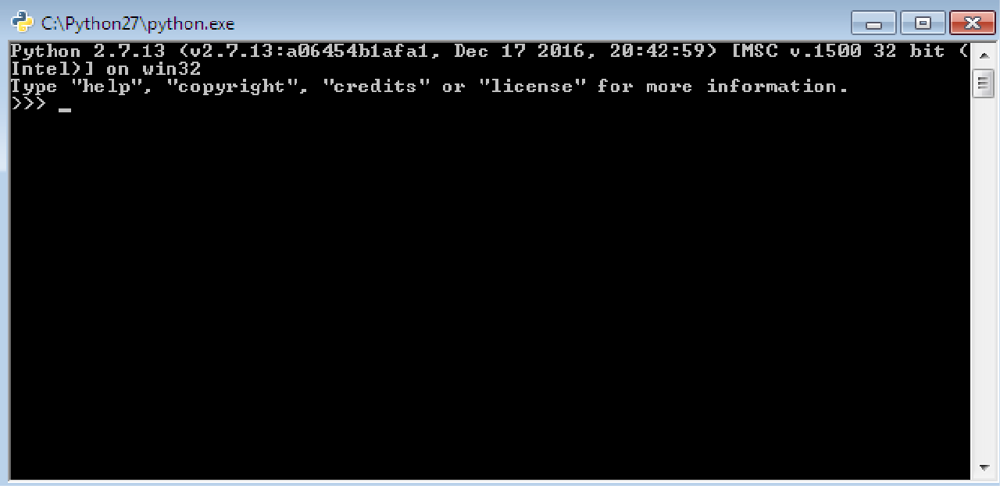 C:\Python27\python.exe
Python 2.7.13 (v2.7.13:a06454b1afa1, Dec 17 2016, 20:42:59) [MSC v.1500 32 bit (
Intel)] on win32
Type "help", "copyright", "credits" or "license" for more information.
>>> _